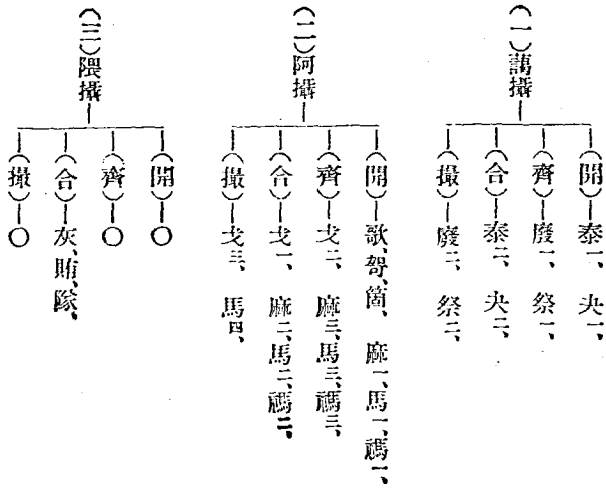 (一)藹攝
(開)泰一、夬一、
(齊)廢一、祭一、
(合)泰二、夬二、
(撮)廢二、祭二、
(二)阿攝
(開)歌、哿、箇、麻一、馬一、禡一、
(齊)戈二、麻三、馬三、禡三、
(合)戈一、麻二、馬二、禡二、
(撮)戈三、馬四、
(三)隈攝
(開)〇
(齊)〇
(合)灰、賄、隊、
(撮)〇